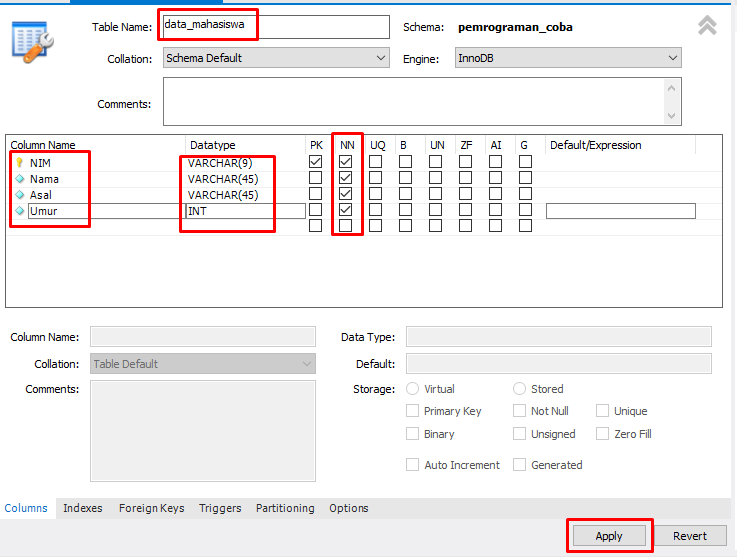 Table Name: data_mahasiswa Schema: pemrograman_coba
Collation: Schema Default Engine: InnoDB
Comments:
Column Name Datatype PK NN UQ B UN ZF AI G Default/Expression
NIM VARCHAR(9)
Nama VARCHAR(45)
Asal VARCHAR(45)
Umur INT
Column Name: Data Type:
Collation: Table Default Default:
Comments: Storage: Virtual Stored
Primary Key Not Null Unique
Binary Unsigned Zero Fill
Auto Increment Generated
Columns Indexes Foreign Keys Triggers Partitioning Options
Apply Revert